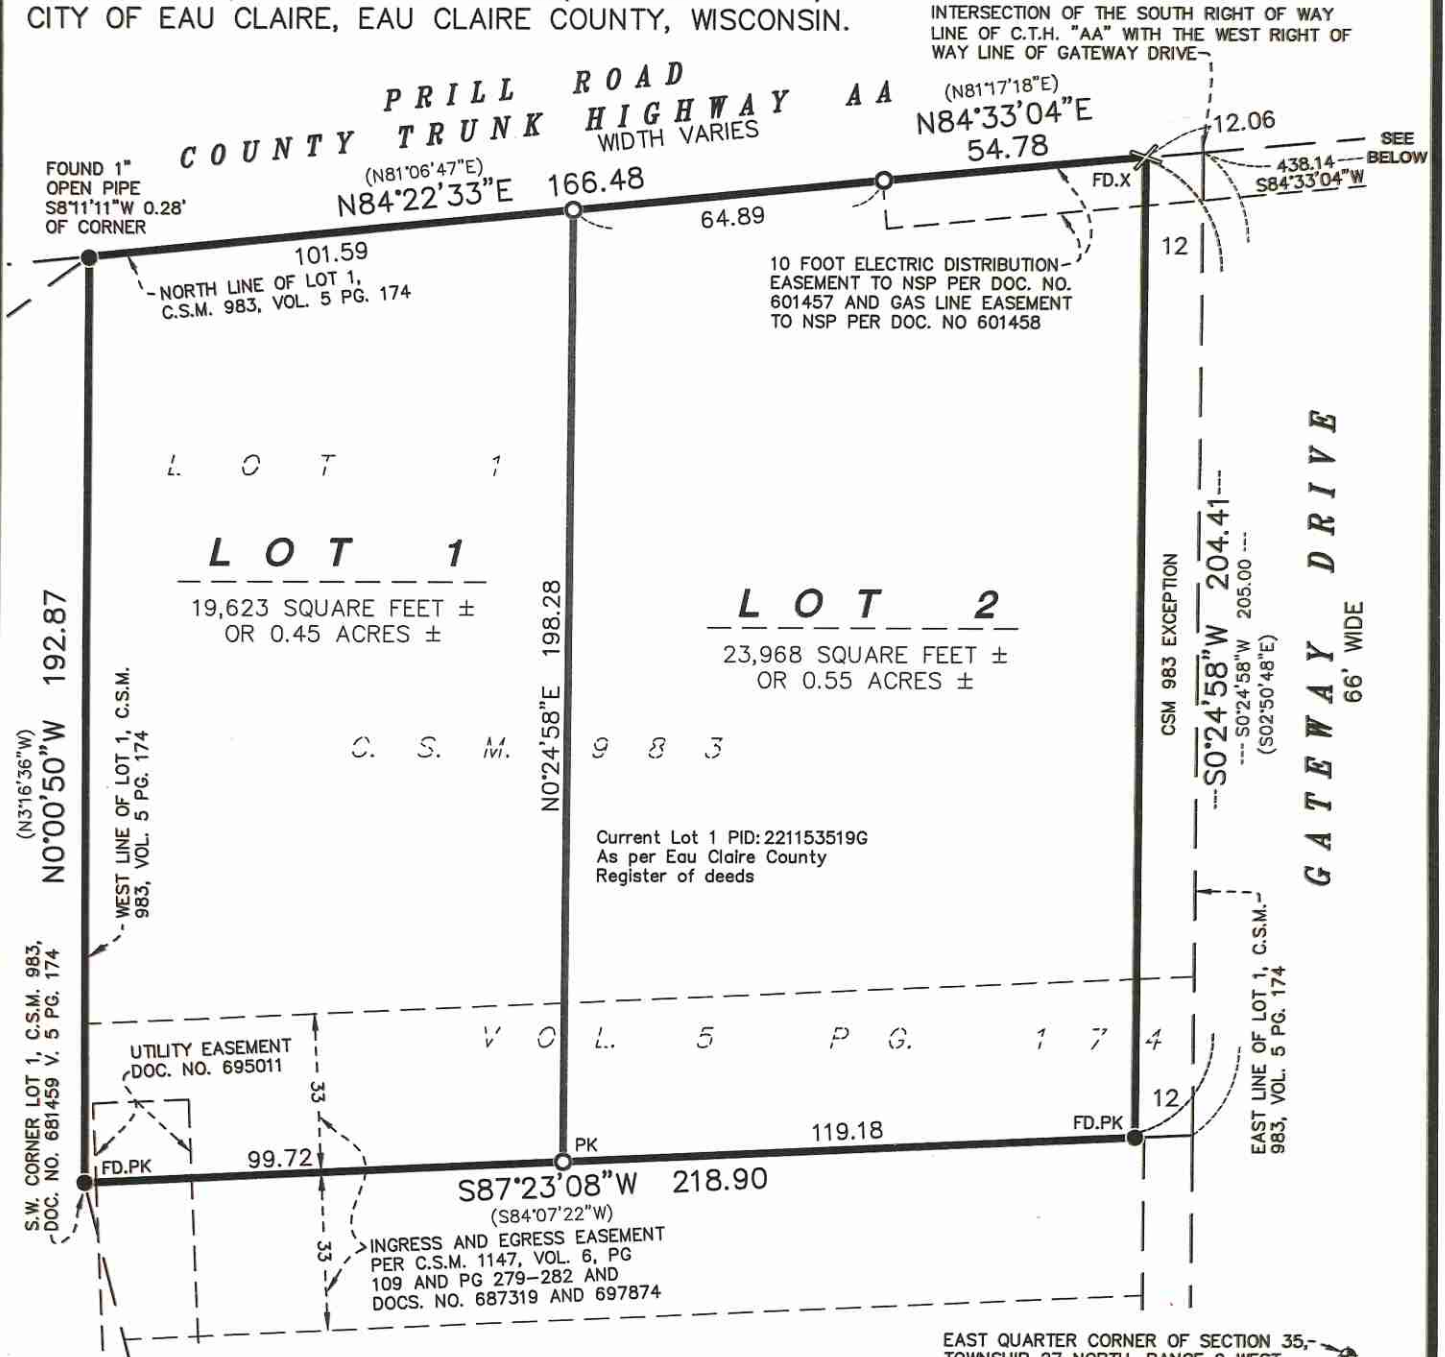 CITY OF EAU CLAIRE, EAU CLAIRE COUNTY, WISCONSIN.
INTERSECTION OF THE SOUTH RIGHT OF WAY
LINE OF C.T.H. "AA" WITH THE WEST RIGHT OF
WAY LINE OF GATEWAY DRIVE
PRILL ROAD
COUNTY TRUNK HIGHWAY AA
WIDTH VARIES
(N81°17'18"E)
N84°33'04"E
54.78
12.06
SEE
BELOW
438.14
S84°33'04"W
FD.X
12
FOUND 1"
OPEN PIPE
S8°11'11"W 0.28'
OF CORNER
(N81°06'47"E)
N84°22'33"E 166.48
101.59
64.89
NORTH LINE OF LOT 1,
C.S.M. 983, VOL. 5 PG. 174
10 FOOT ELECTRIC DISTRIBUTION
EASEMENT TO NSP PER DOC. NO.
601457 AND GAS LINE EASEMENT
TO NSP PER DOC. NO 601458
LOT 1
LOT 1
19,623 SQUARE FEET ±
OR 0.45 ACRES ±
LOT 2
23,968 SQUARE FEET ±
OR 0.55 ACRES ±
C. S. M. 983
(N3°16'36"W)
N0°00'50"W 192.87
WEST LINE OF LOT 1, C.S.M.
983, VOL. 5 PG. 174
N0°24'58"E 198.28
CSM 983 EXCEPTION
S0°24'58"W 204.41
S0°24'58"W 205.00
(S02°50'48"E)
GATEWAY DRIVE
66' WIDE
Current Lot 1 PID: 221153519G
As per Eau Claire County
Register of deeds
EAST LINE OF LOT 1, C.S.M.
983, VOL. 5 PG. 174
VOL. 5 PG. 174
S.W. CORNER LOT 1, C.S.M. 983,
DOC. NO. 681459 V. 5 PG. 174
UTILITY EASEMENT
DOC. NO. 695011
33
FD.PK
99.72
PK
119.18
FD.PK
12
S87°23'08"W 218.90
(S84°07'22"W)
33
INGRESS AND EGRESS EASEMENT
PER C.S.M. 1147, VOL. 6, PG
109 AND PG 279-282 AND
DOCS. NO. 687319 AND 697874
EAST QUARTER CORNER OF SECTION 35,